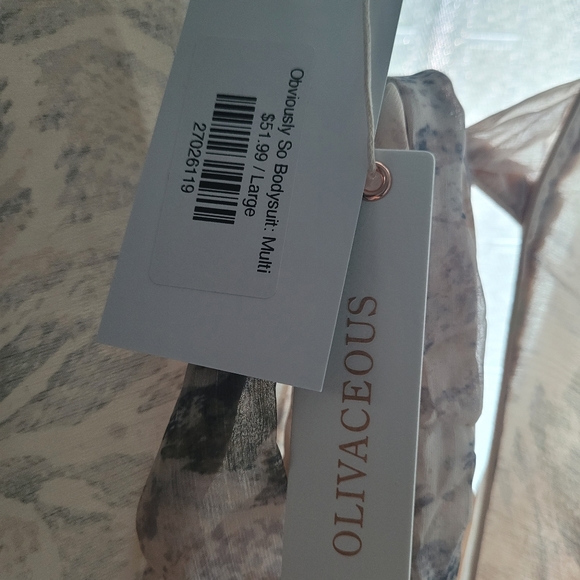 Obviously So Bodysuit: Multi
$51.99 / Large
27026119
OLIVACEOUS